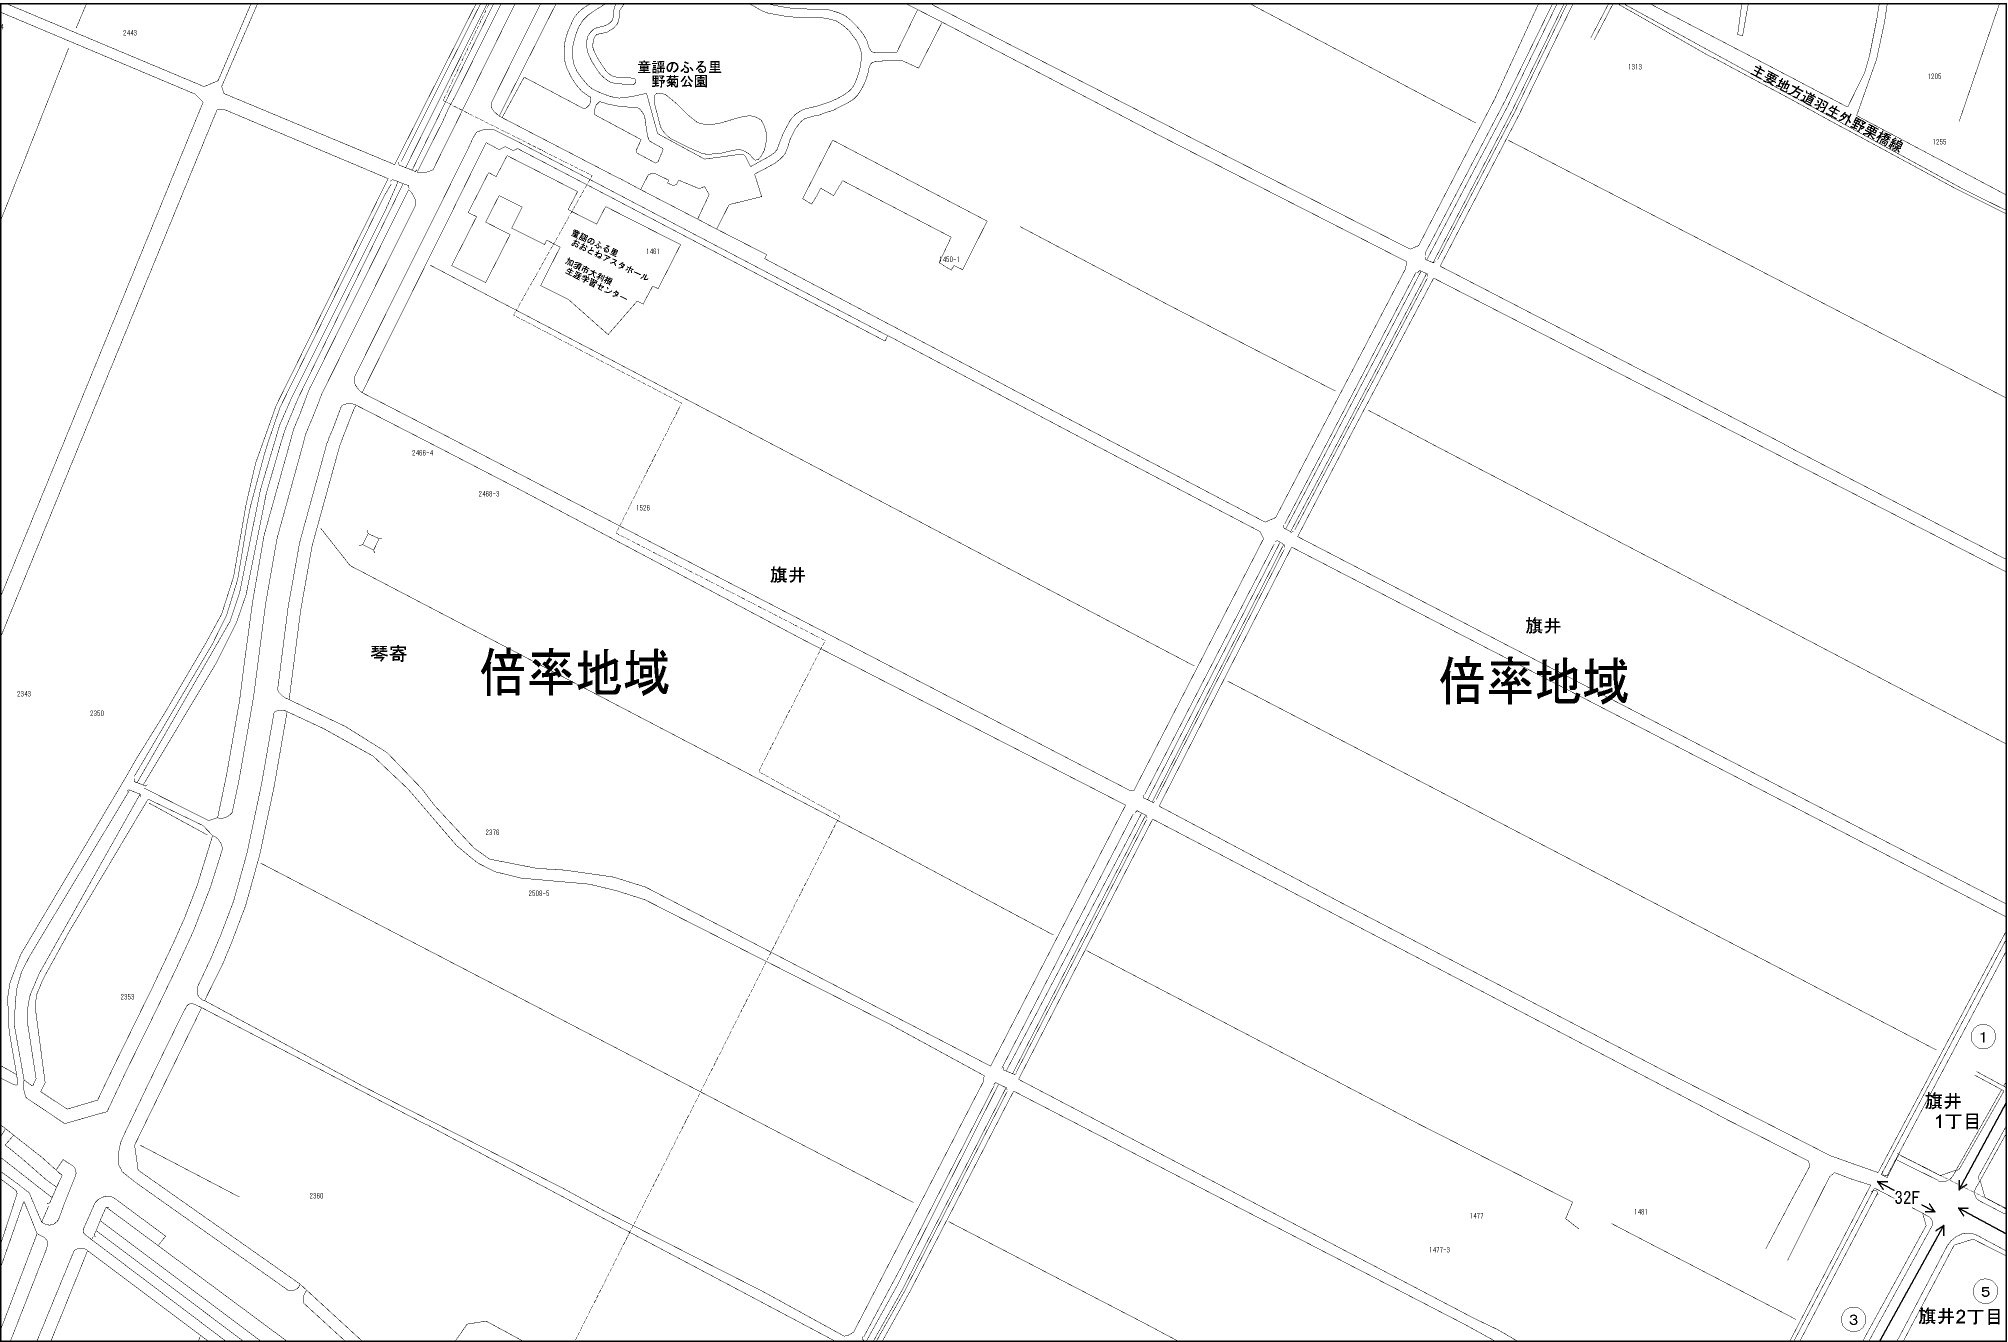 2443
童謡のふる里
野菊公園
1313
1205
主要地方道羽生外野栗橋線
1255
童謡のふる里
おおとねアスタホール
加須市大利根
生涯学習センター
1461
1450-1
2466-4
2468-3
1526
旗井
旗井
琴寄
倍率地域
倍率地域
2343
2350
2376
2508-5
2353
1
旗井
1丁目
2360
32F
1477
1481
1477-3
5
3
旗井2丁目